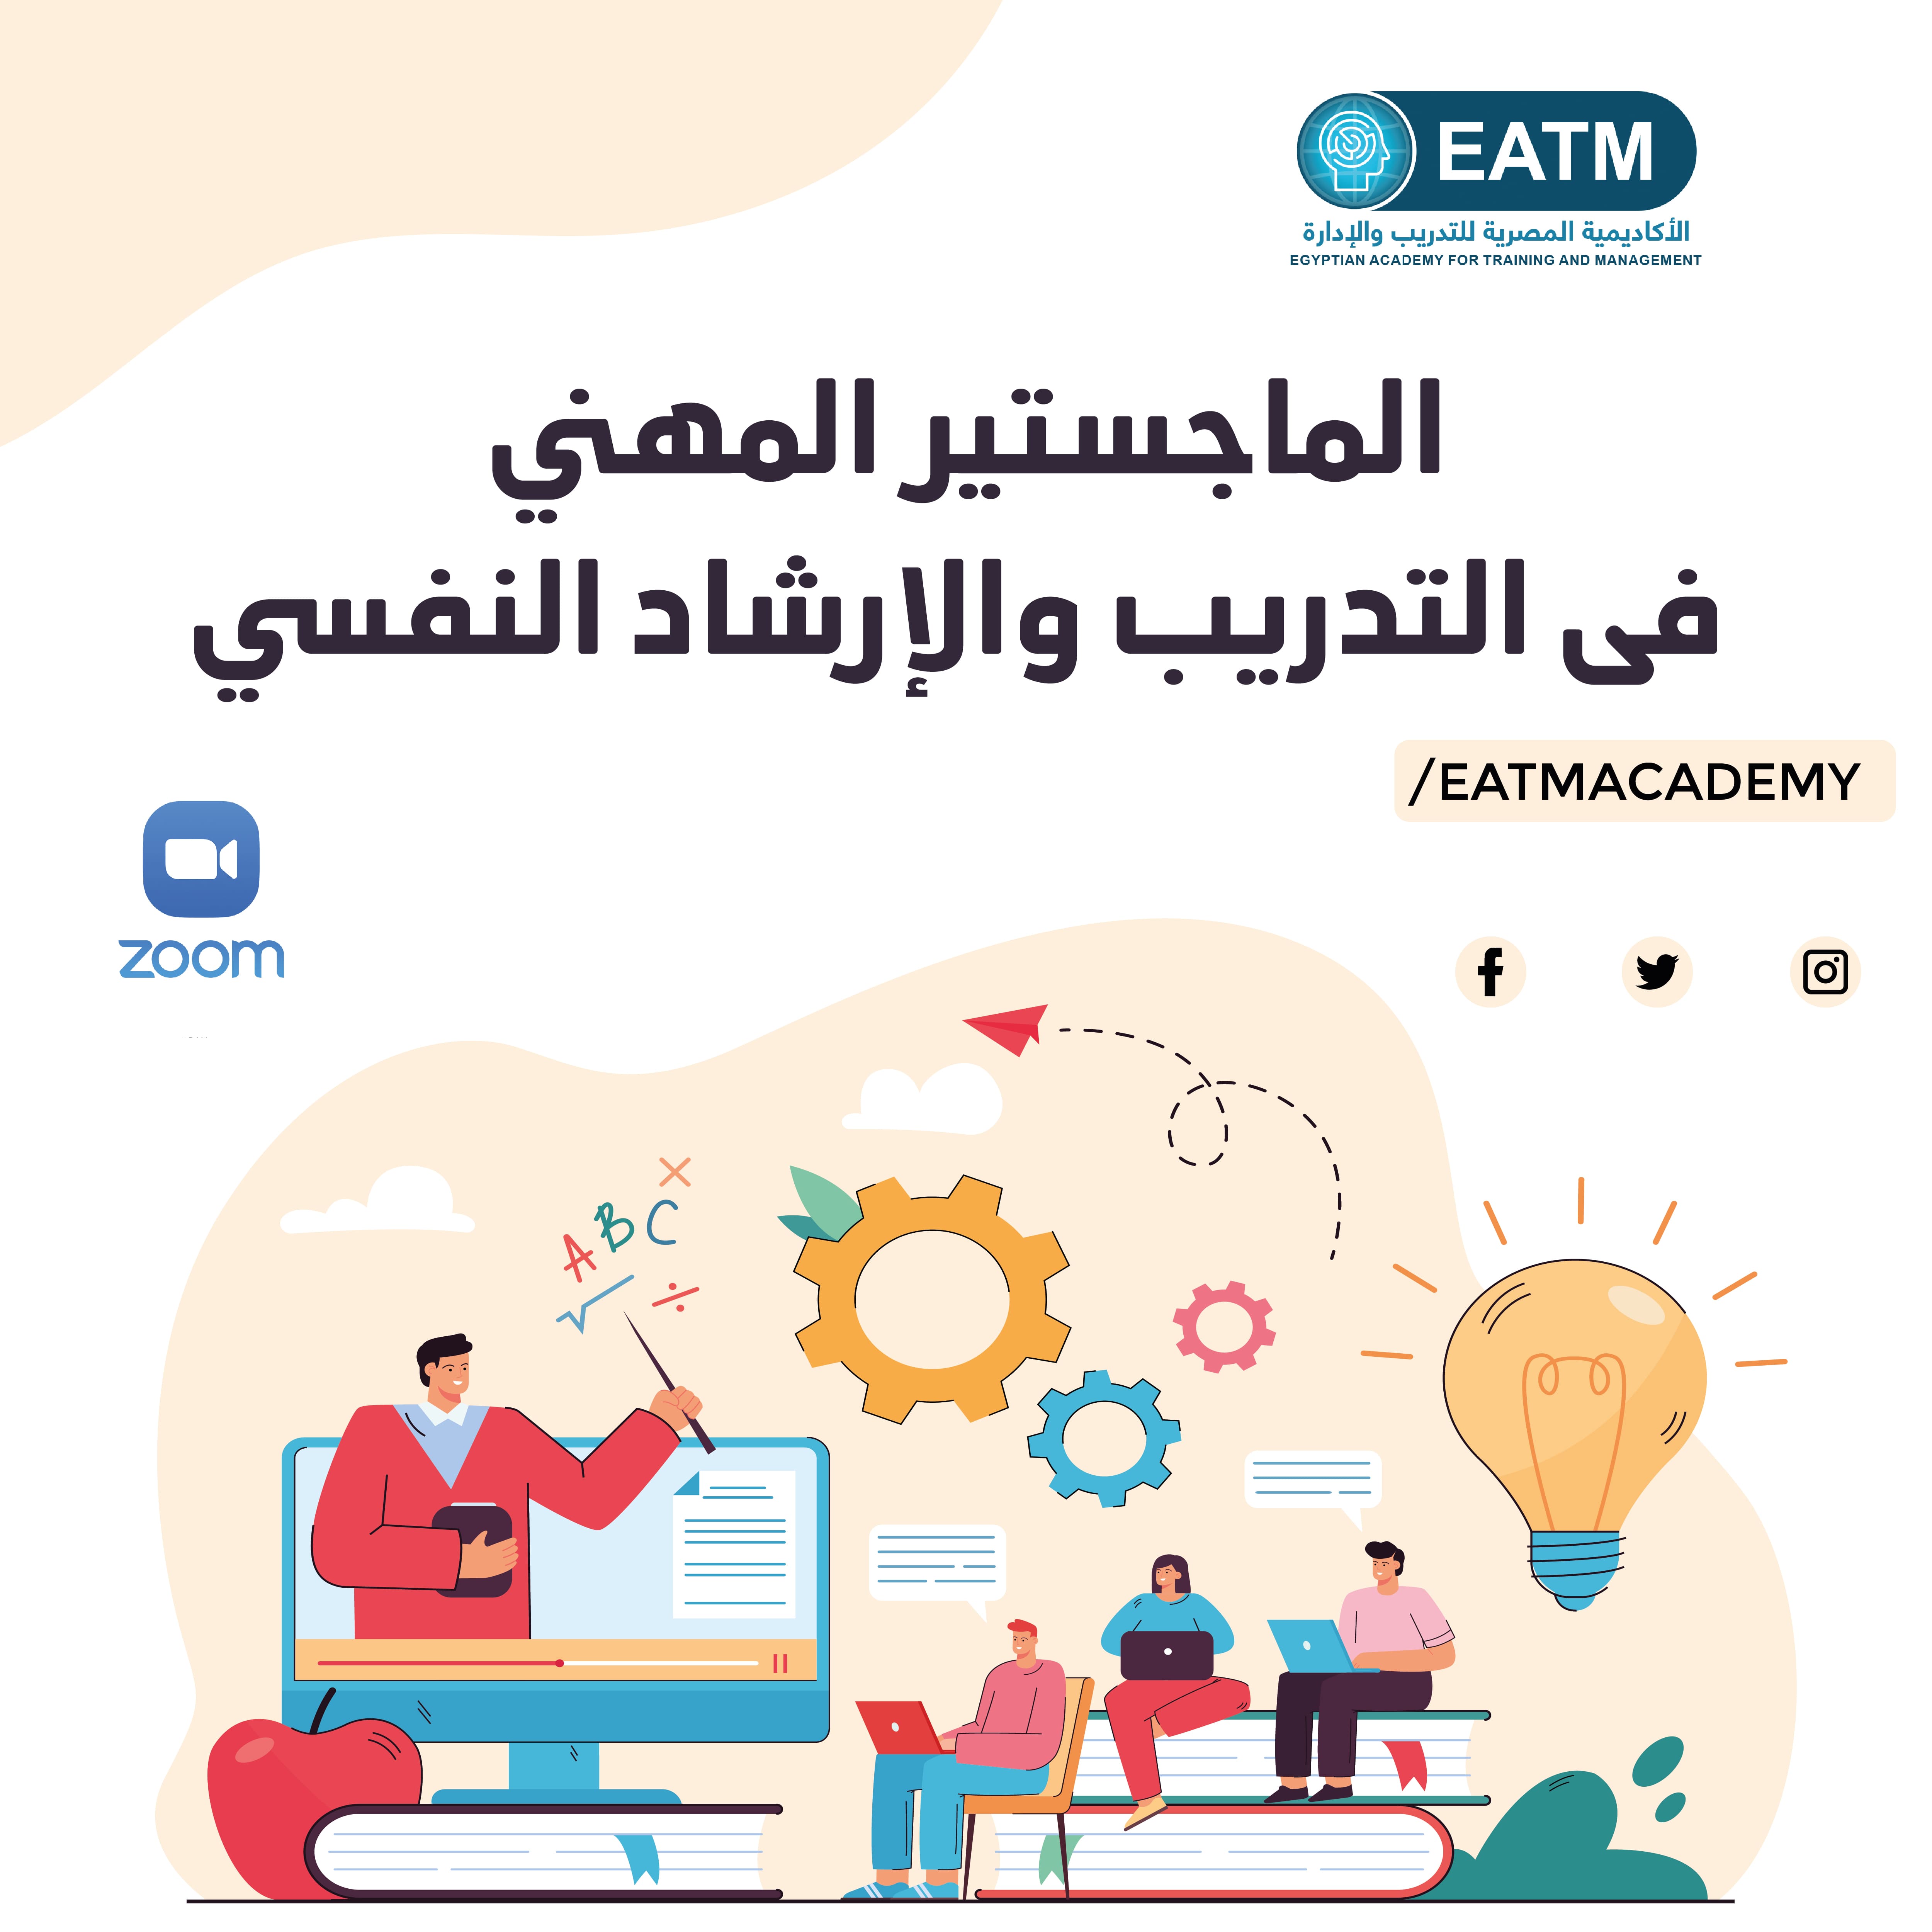 EATM
الأكاديمية المصرية للتدريب والإدارة
EGYPTIAN ACADEMY FOR TRAINING AND MANAGEMENT
الماجستير المهني
فى التدريب والإرشاد النفسي
/EATMACADEMY
zoom
A B C